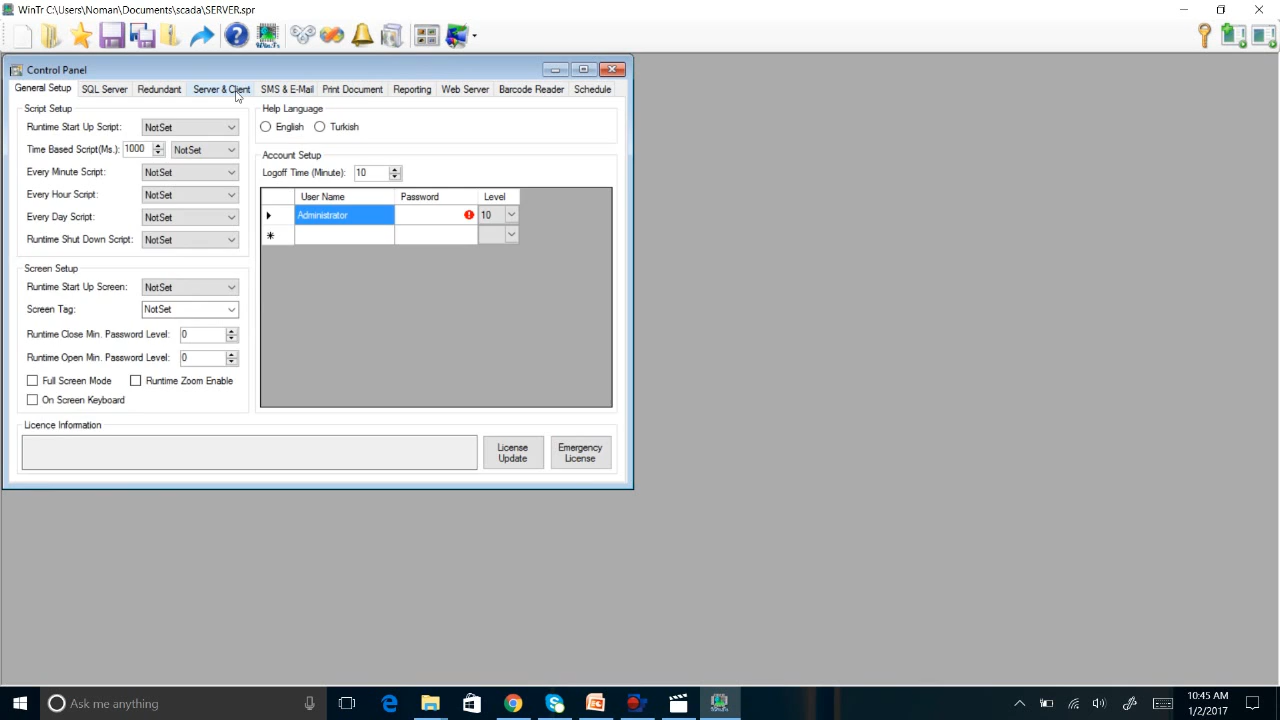 WinTr C:\Users\Noman\Documents\scada\SERVER.spr
WinTr
Control Panel
General Setup SQL Server Redundant Server & Client SMS & E-Mail Print Document Reporting Web Server Barcode Reader Schedule
Script Setup
Runtime Start Up Script: NotSet
Time Based Script(Ms.): 1000 NotSet
Every Minute Script: NotSet
Every Hour Script: NotSet
Every Day Script: NotSet
Runtime Shut Down Script: NotSet
Screen Setup
Runtime Start Up Screen: NotSet
Screen Tag: NotSet
Runtime Close Min. Password Level: 0
Runtime Open Min. Password Level: 0
Full Screen Mode Runtime Zoom Enable
On Screen Keyboard
Help Language
English Turkish
Account Setup
Logoff Time (Minute): 10
User Name Password Level
Administrator 10
Licence Information
License
Update
Emergency
License
Ask me anything
10:45 AM
1/2/2017